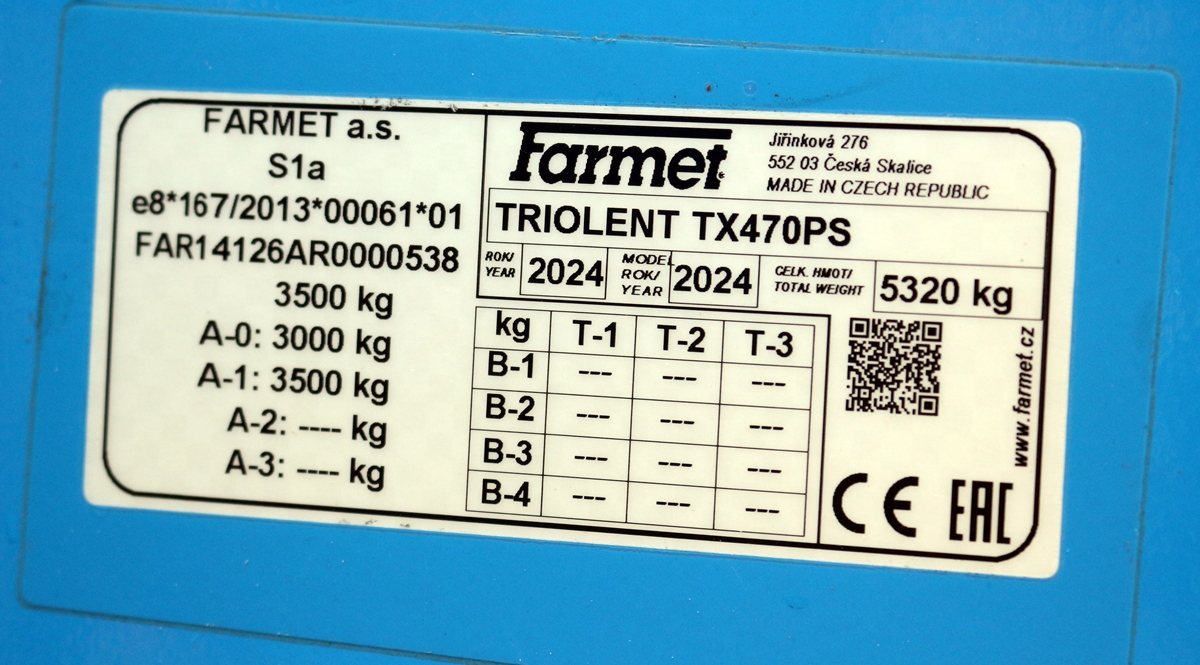 FARMET a.s.
S1a
e8*167/2013*00061*01
FAR14126AR0000538
3500 kg
A-0: 3000 kg
A-1: 3500 kg
A-2: ---- kg
A-3: ---- kg
Farmet
Jiřinková 276
552 03 Česká Skalice
MADE IN CZECH REPUBLIC
TRIOLENT TX470PS
ROK/
YEAR
2024
MODEL
ROK/
YEAR
2024
CELK. HMOT/
TOTAL WEIGHT
5320 kg
kg T-1 T-2 T-3
B-1 --- --- ---
B-2 --- --- ---
B-3 --- --- ---
B-4 --- --- ---
www.farmet.cz
CE EAC